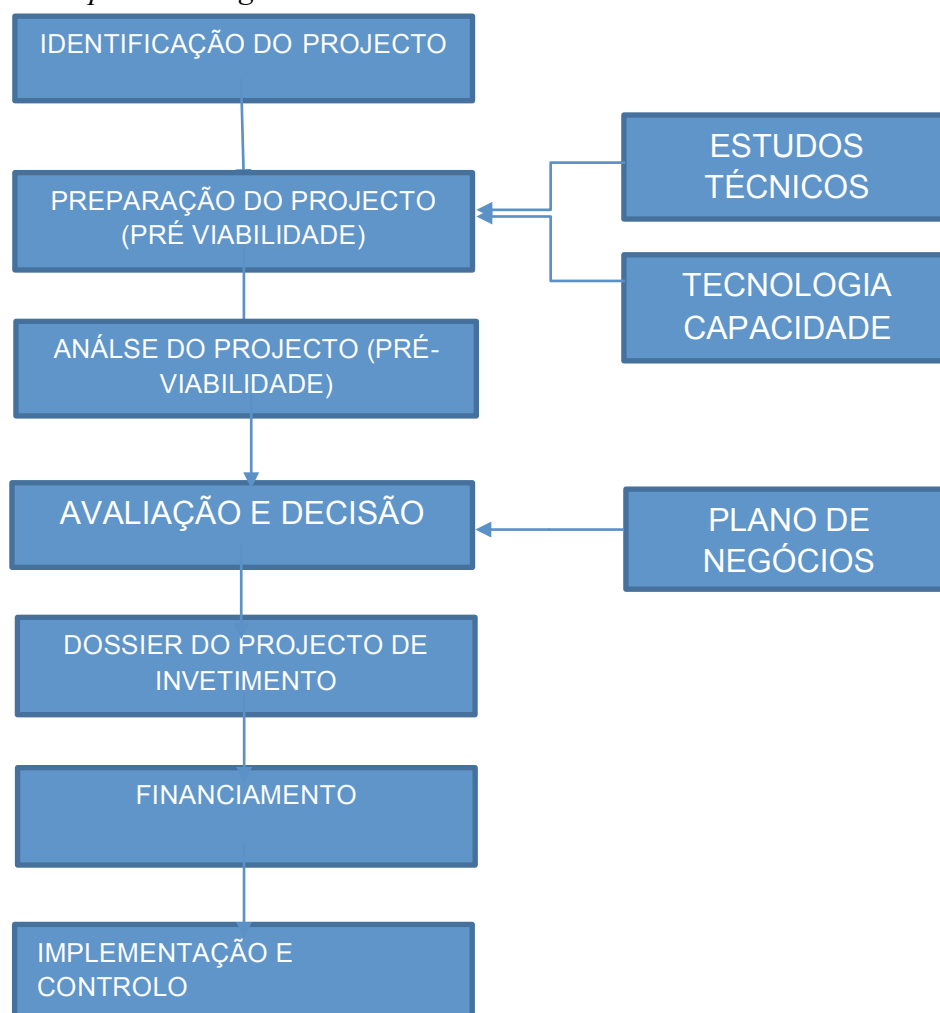 IDENTIFICAÇÃO DO PROJECTO
PREPARAÇÃO DO PROJECTO
(PRÉ VIABILIDADE)
ESTUDOS
TÉCNICOS
TECNOLOGIA
CAPACIDADE
ANÁLSE DO PROJECTO (PRÉ-
VIABILIDADE)
AVALIAÇÃO E DECISÃO
PLANO DE
NEGÓCIOS
DOSSIER DO PROJECTO DE
INVETIMENTO
FINANCIAMENTO
IMPLEMENTAÇÃO E
CONTROLO